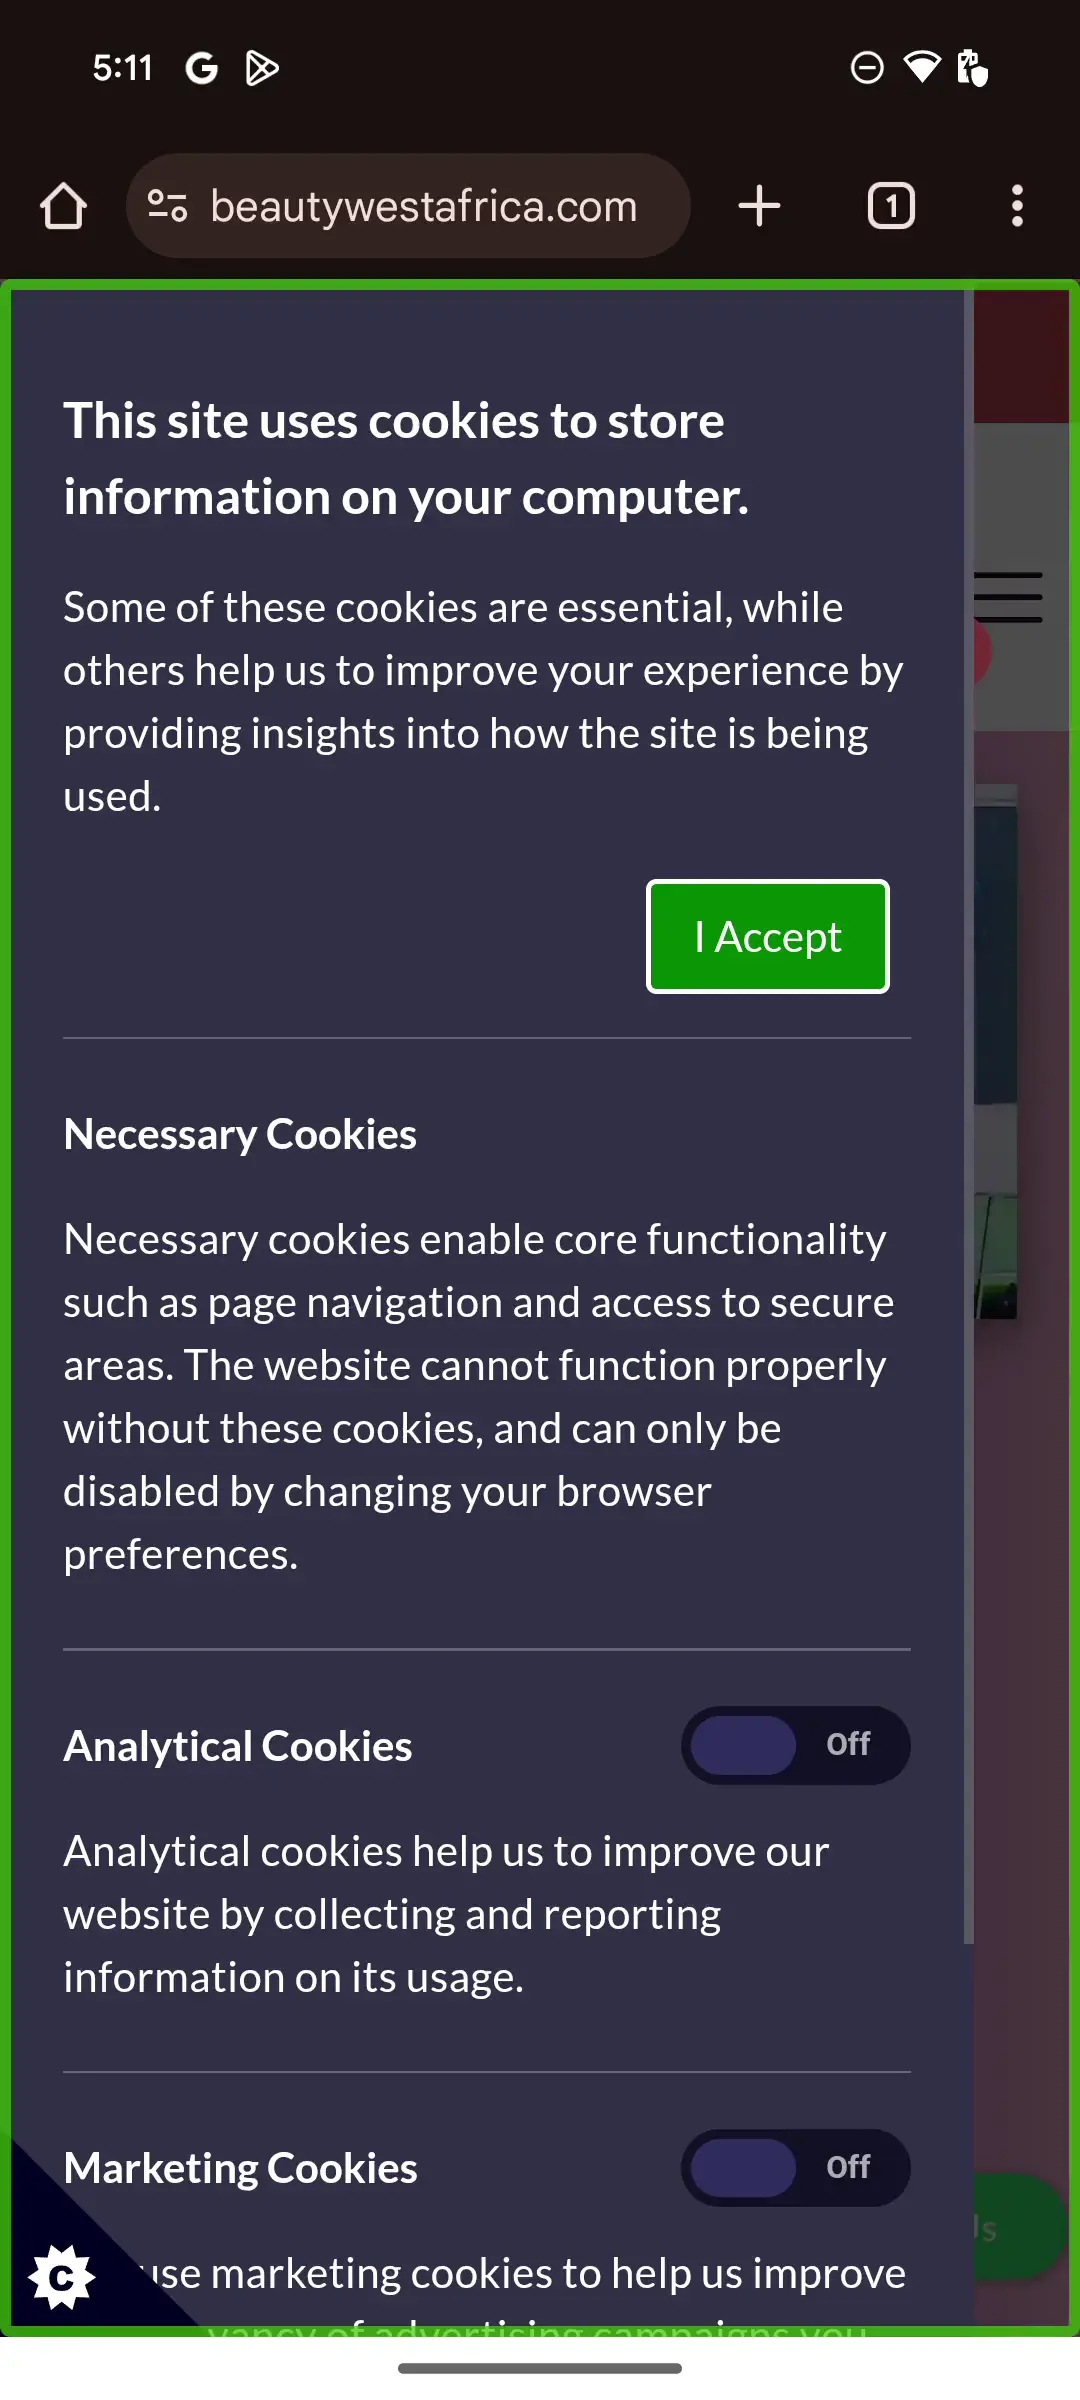 5:11
beautywestafrica.com
1
This site uses cookies to store
information on your computer.
Some of these cookies are essential, while
others help us to improve your experience by
providing insights into how the site is being
used.
I Accept
Necessary Cookies
Necessary cookies enable core functionality
such as page navigation and access to secure
areas. The website cannot function properly
without these cookies, and can only be
disabled by changing your browser
preferences.
Analytical Cookies
Off
Analytical cookies help us to improve our
website by collecting and reporting
information on its usage.
Marketing Cookies
Off
use marketing cookies to help us improve
of advertising campaigns you